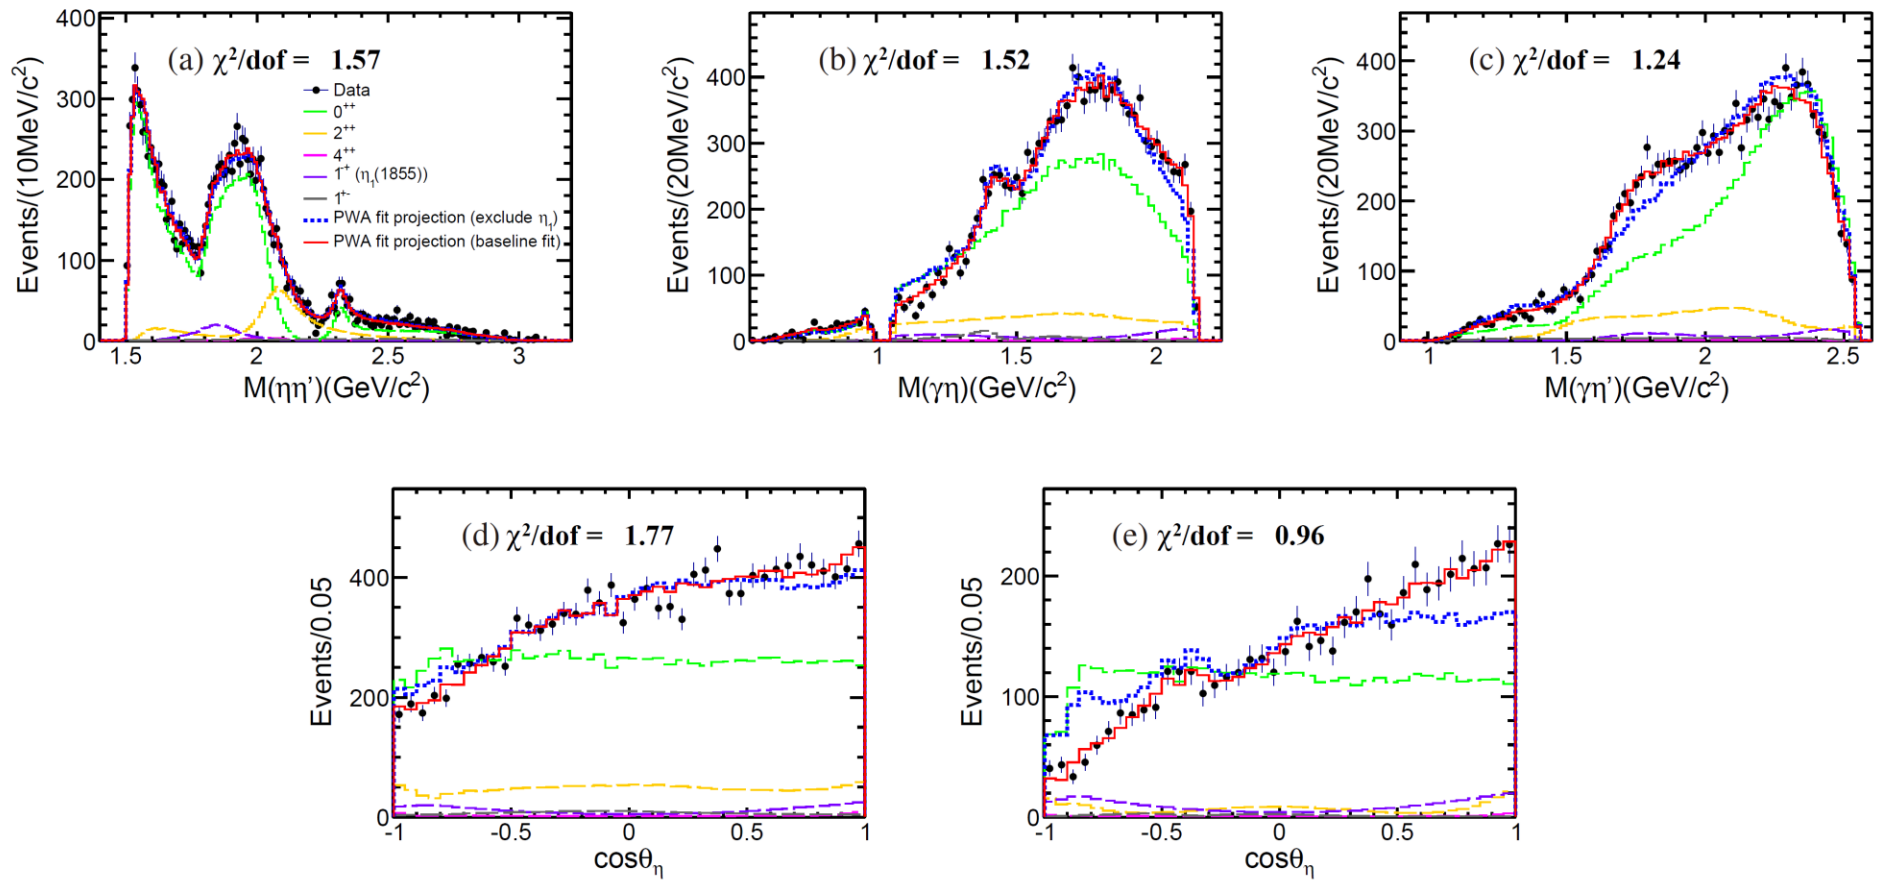 (a) χ²/dof = 1.57
Data
0⁺⁺
2⁺⁺
4⁺⁺
1⁻⁺ (η₁(1855))
1⁺⁻
PWA fit projection (exclude η₁)
PWA fit projection (baseline fit)
Events/(10MeV/c²)
400
300
200
100
0
1.5 2 2.5 3
M(ηη')(GeV/c²)
(b) χ²/dof = 1.52
Events/(20MeV/c²)
400
300
200
100
0
1 1.5 2
M(γη)(GeV/c²)
(c) χ²/dof = 1.24
Events/(20MeV/c²)
400
300
200
100
0
1 1.5 2 2.5
M(γη')(GeV/c²)
(d) χ²/dof = 1.77
Events/0.05
400
200
0
-1 -0.5 0 0.5 1
cosθ_η
(e) χ²/dof = 0.96
Events/0.05
200
100
0
-1 -0.5 0 0.5 1
cosθ_η